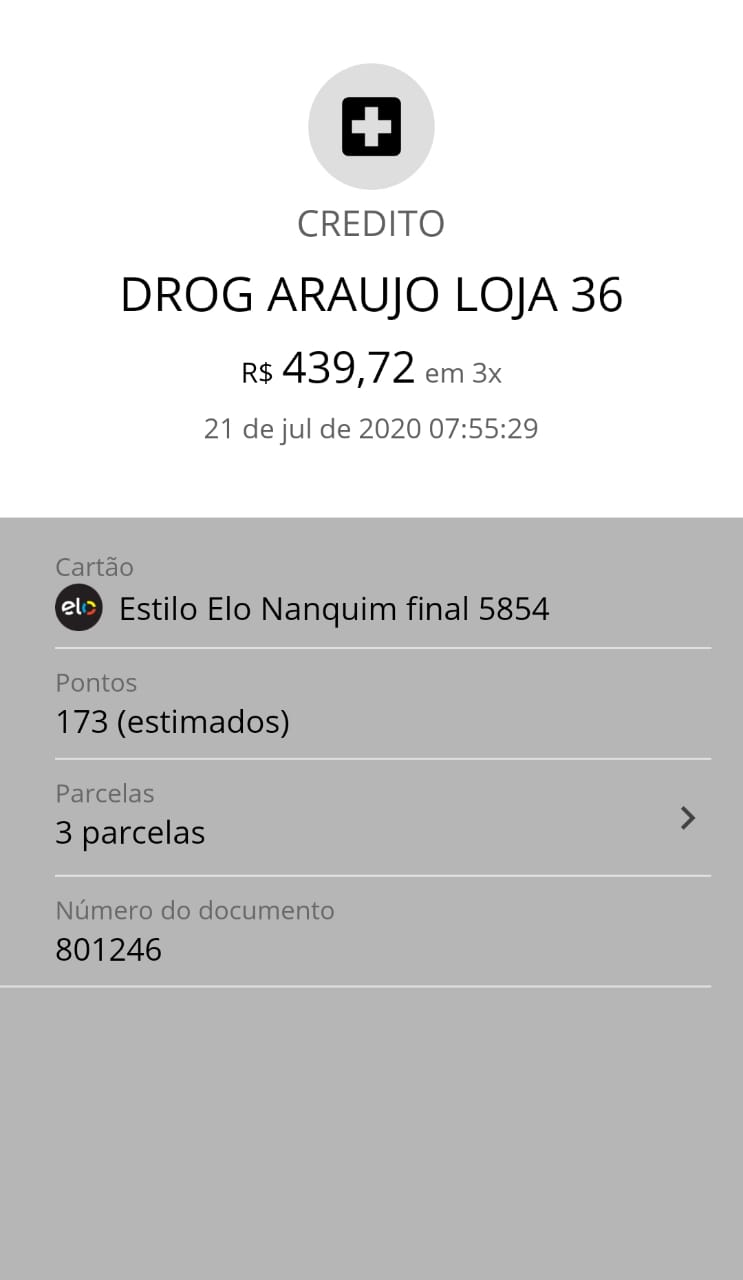 CREDITO
DROG ARAUJO LOJA 36
R$ 439,72 em 3x
21 de jul de 2020 07:55:29
Cartão
elo Estilo Elo Nanquim final 5854
Pontos
173 (estimados)
Parcelas
3 parcelas
Número do documento
801246